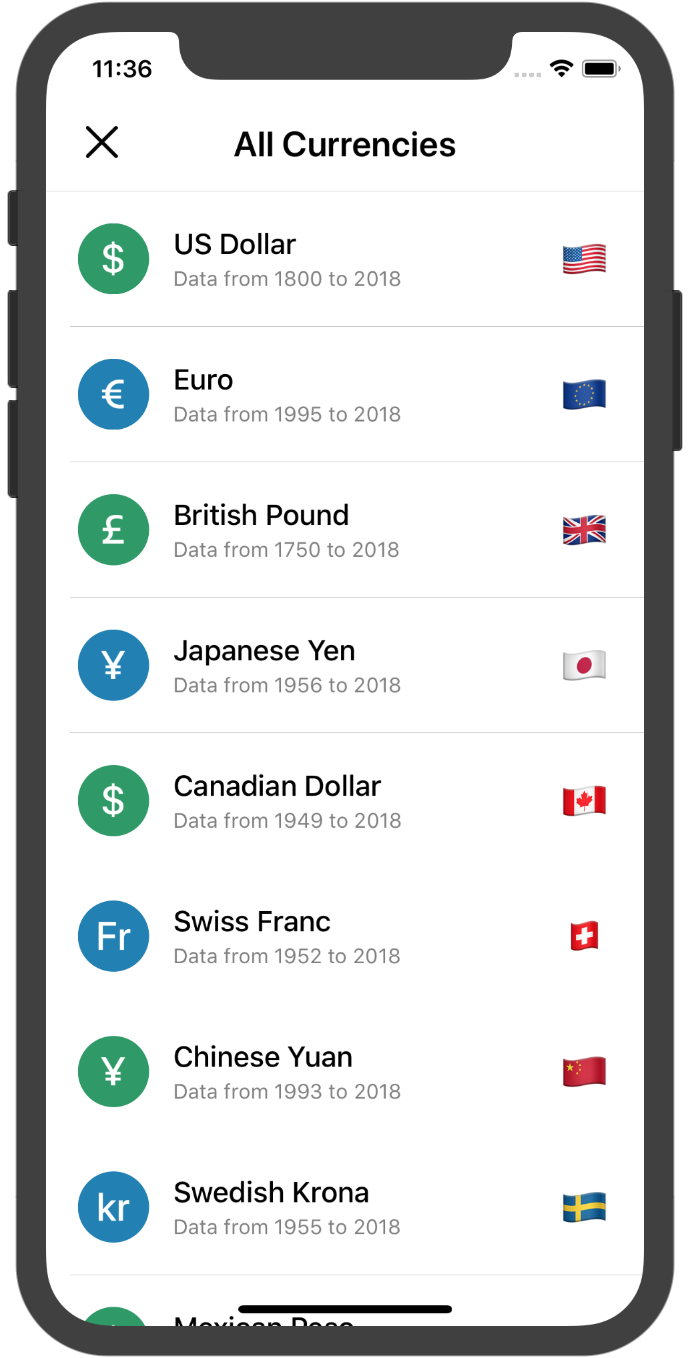 11:36
All Currencies
$
US Dollar
Data from 1800 to 2018
€
Euro
Data from 1995 to 2018
£
British Pound
Data from 1750 to 2018
¥
Japanese Yen
Data from 1956 to 2018
$
Canadian Dollar
Data from 1949 to 2018
Fr
Swiss Franc
Data from 1952 to 2018
¥
Chinese Yuan
Data from 1993 to 2018
kr
Swedish Krona
Data from 1955 to 2018
Mexican Peso